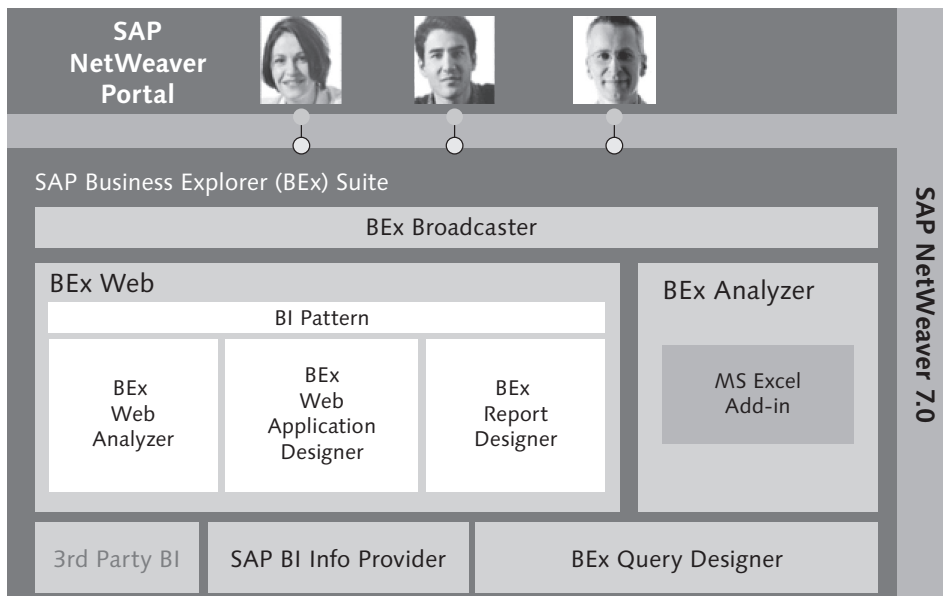 SAP
NetWeaver
Portal
SAP Business Explorer (BEx) Suite
BEx Broadcaster
BEx Web
BI Pattern
BEx
Web
Analyzer
BEx
Web
Application
Designer
BEx
Report
Designer
BEx Analyzer
MS Excel
Add-in
3rd Party BI
SAP BI Info Provider
BEx Query Designer
SAP NetWeaver 7.0